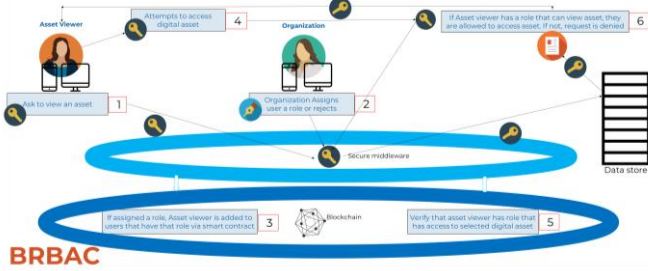 Asset Viewer
Attempts to access
digital asset
4
Organization
If Asset viewer has a role that can view asset, they
are allowed to access asset. If not, request is denied
6
Ask to view an asset
1
Organization Assigns
user a role or rejects
2
Secure middleware
Data store
If assigned a role, Asset viewer is added to
users that have that role via smart contract
3
Blockchain
Verify that asset viewer has role that
has access to selected digital asset
5
BRBAC